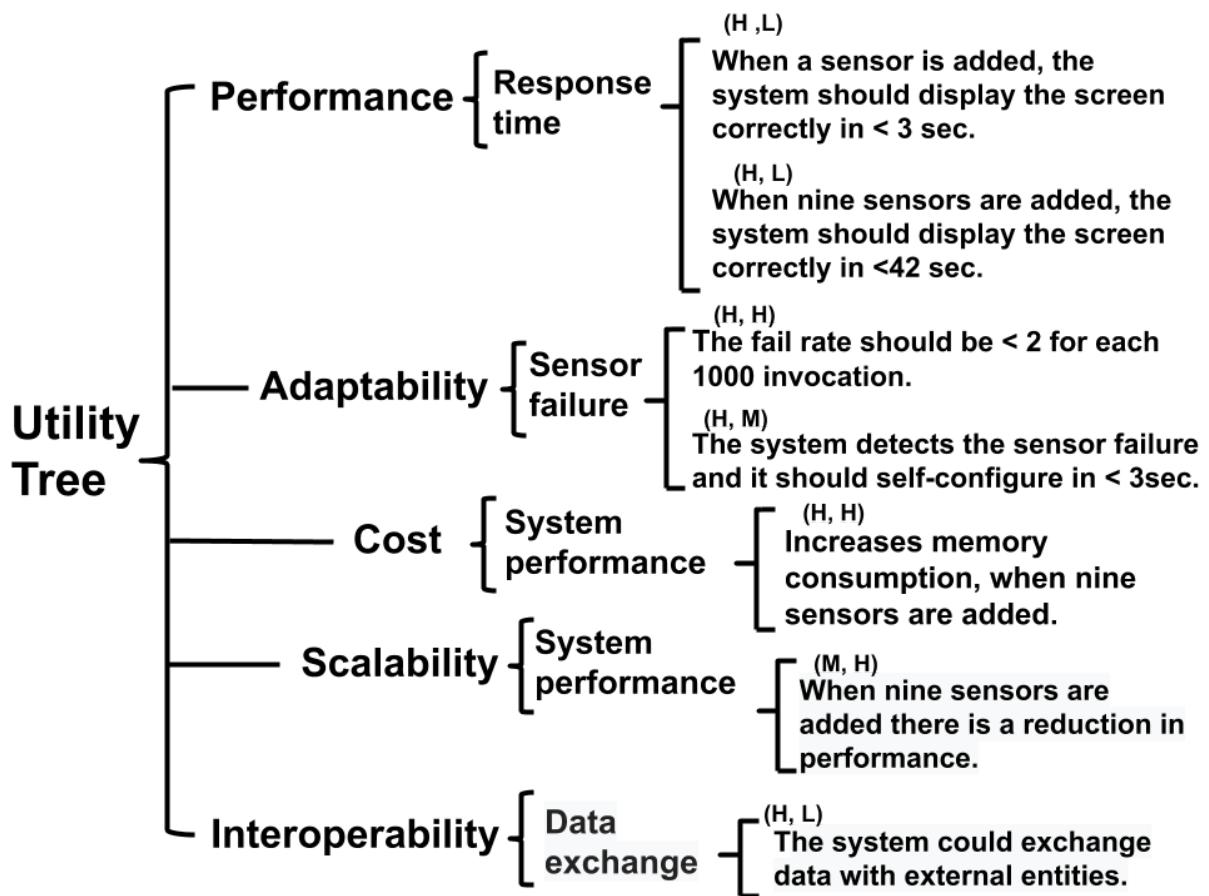 Utility
Tree
Performance
Response
time
(H ,L)
When a sensor is added, the
system should display the screen
correctly in < 3 sec.
(H, L)
When nine sensors are added, the
system should display the screen
correctly in <42 sec.
Adaptability
Sensor
failure
(H, H)
The fail rate should be < 2 for each
1000 invocation.
(H, M)
The system detects the sensor failure
and it should self-configure in < 3sec.
Cost
System
performance
(H, H)
Increases memory
consumption, when nine
sensors are added.
Scalability
System
performance
(M, H)
When nine sensors are
added there is a reduction in
performance.
Interoperability
Data
exchange
(H, L)
The system could exchange
data with external entities.